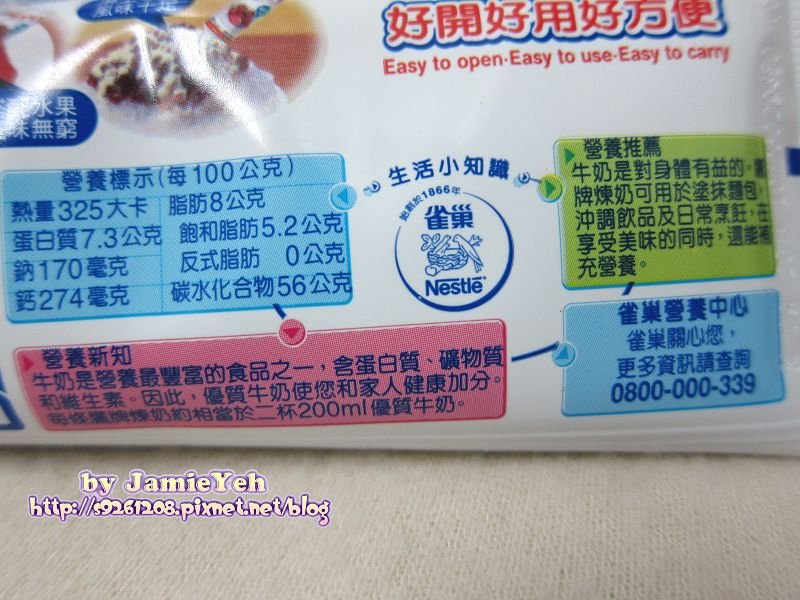 風味十足
好開好用好方便
Easy to open·Easy to use·Easy to carry
水果
味無窮
營養標示(每100公克)
熱量325大卡 脂肪8公克
蛋白質7.3公克 飽和脂肪5.2公克
鈉170毫克 反式脂肪 0公克
鈣274毫克 碳水化合物56公克
生活小知識
始創於1866年
雀巢
Nestlé
營養推薦
牛奶是對身體有益的,鷹
牌煉奶可用於塗抹麵包,
沖調飲品及日常烹飪,在
享受美味的同時,還能補
充營養。
營養新知
牛奶是營養最豐富的食品之一,含蛋白質、礦物質
和維生素。因此,優質牛奶使您和家人健康加分。
每條鷹牌煉奶約相當於二杯200ml優質牛奶。
雀巢營養中心
雀巢關心您,
更多資訊請查詢
0800-000-339
by JamieYeh
http://s9261208.pixnet.net/blog